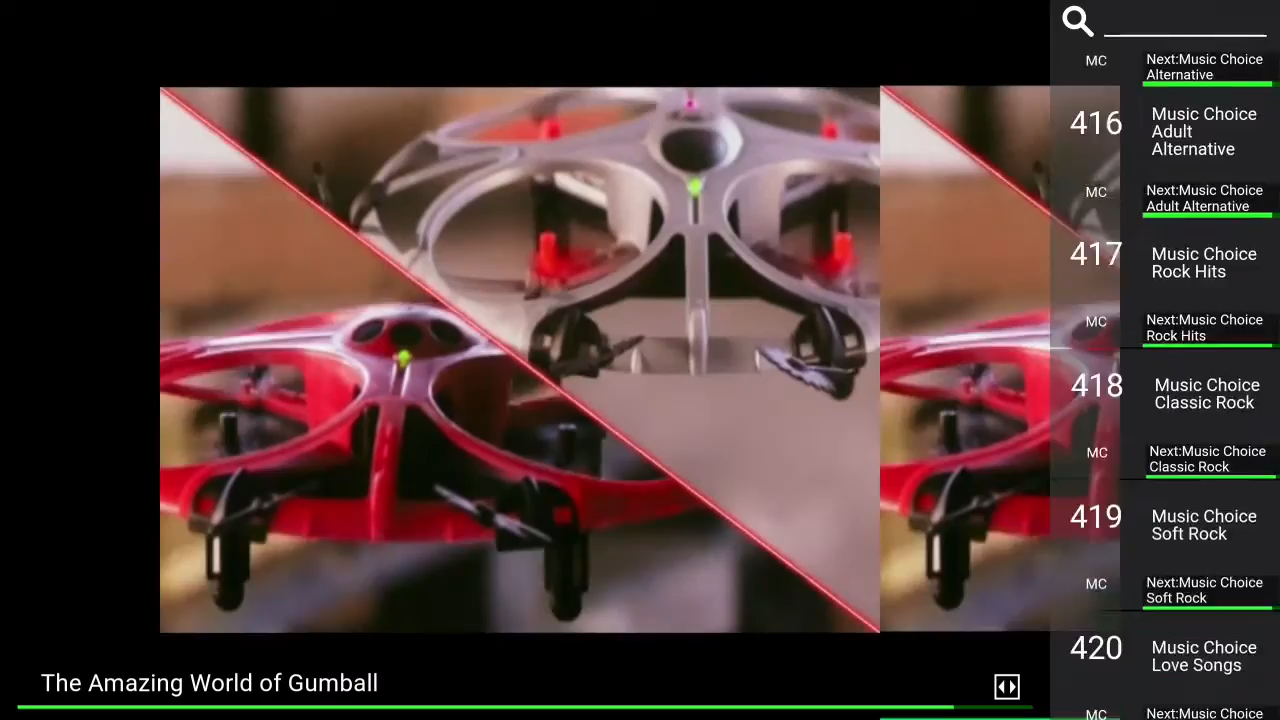 MC
Next:Music Choice
Alternative
416
Music Choice
Adult
Alternative
MC
Next:Music Choice
Adult Alternative
417
Music Choice
Rock Hits
MC
Next:Music Choice
Rock Hits
418
Music Choice
Classic Rock
MC
Next:Music Choice
Classic Rock
419
Music Choice
Soft Rock
MC
Next:Music Choice
Soft Rock
420
Music Choice
Love Songs
MC
Next:Music Choice
The Amazing World of Gumball